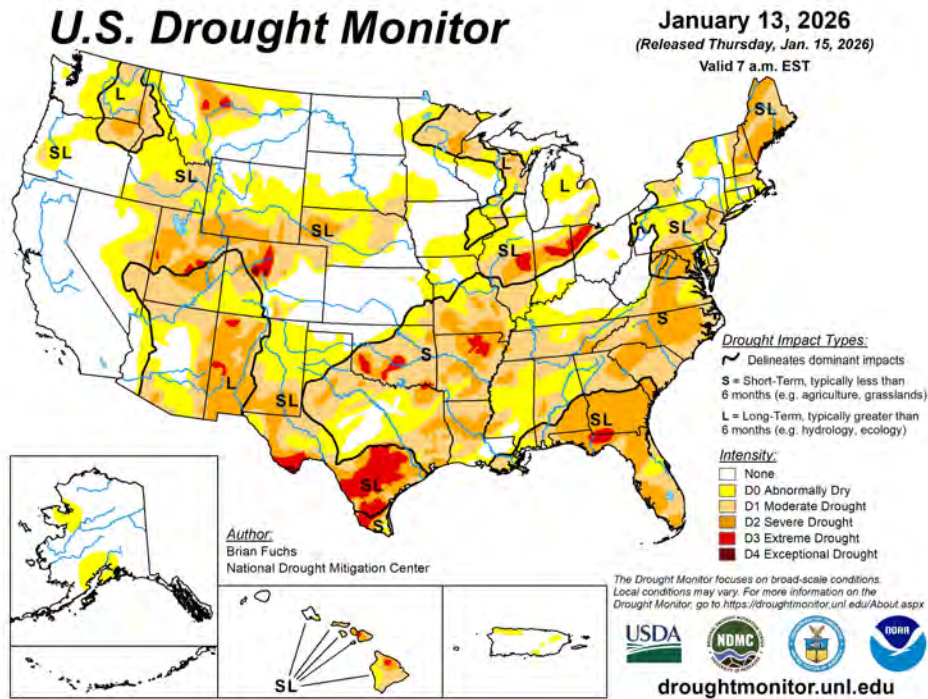 U.S. Drought Monitor
January 13, 2026
(Released Thursday, Jan. 15, 2026)
Valid 7 a.m. EST
L
SL
SL
SL
L
L
SL
SL
SL
S
S
L
SL
SL
SL
S
SL
Drought Impact Types:
Delineates dominant impacts
S = Short-Term, typically less than
6 months (e.g. agriculture, grasslands)
L = Long-Term, typically greater than
6 months (e.g. hydrology, ecology)
Intensity:
None
D0 Abnormally Dry
D1 Moderate Drought
D2 Severe Drought
D3 Extreme Drought
D4 Exceptional Drought
Author:
Brian Fuchs
National Drought Mitigation Center
The Drought Monitor focuses on broad-scale conditions.
Local conditions may vary. For more information on the
Drought Monitor, go to https://droughtmonitor.unl.edu/About.aspx
USDA
NDMC
NOAA
droughtmonitor.unl.edu